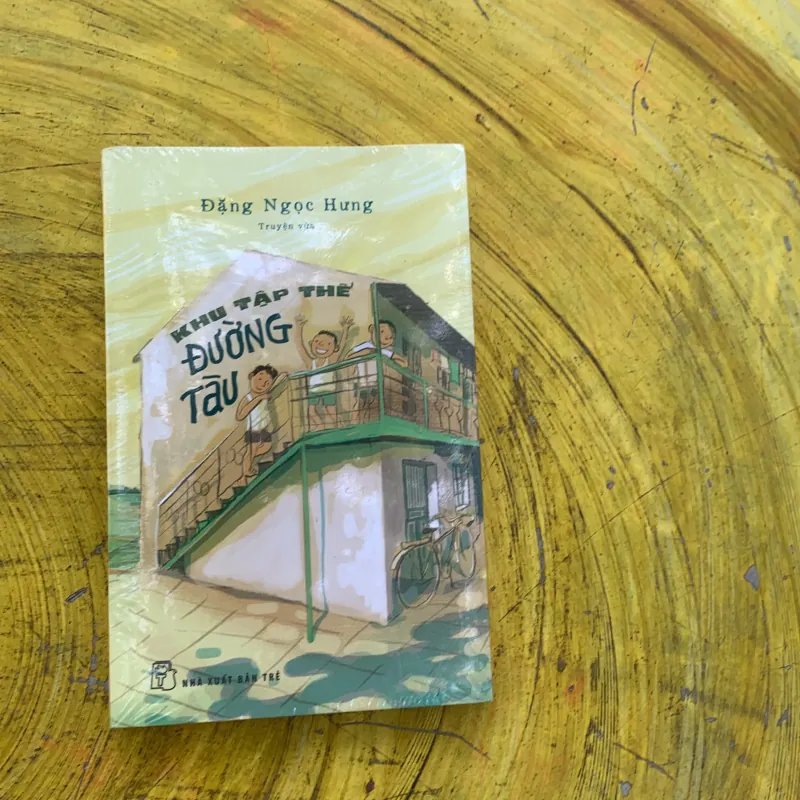 Đặng Ngọc Hưng
Truyện vừa
KHU TẬP THỂ
ĐƯỜNG
TÀU
NHÀ XUẤT BẢN TRẺ